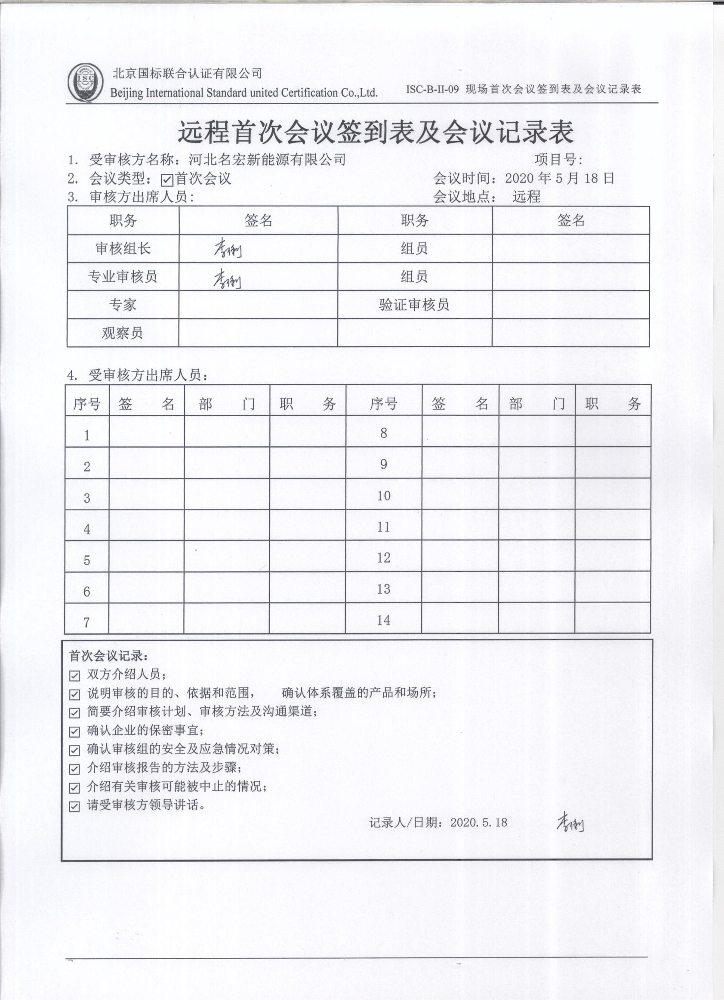 ISC
北京国标联合认证有限公司
Beijing International Standard united Certification Co.,Ltd.
ISC-B-II-09 现场首次会议签到表及会议记录表
远程首次会议签到表及会议记录表
1. 受审核方名称：河北名宏新能源有限公司 项目号：
2. 会议类型：☑首次会议 会议时间：2020 年 5 月 18 日
3. 审核方出席人员： 会议地点： 远程
职务 签名 职务 签名
审核组长 李俐 组员
专业审核员 李俐 组员
专家 验证审核员
观察员
4. 受审核方出席人员：
序号 签 名 部 门 职 务 序号 签 名 部 门 职 务
1 8
2 9
3 10
4 11
5 12
6 13
7 14
首次会议记录：
☑ 双方介绍人员；
☑ 说明审核的目的、依据和范围， 确认体系覆盖的产品和场所；
☑ 简要介绍审核计划、审核方法及沟通渠道；
☑ 确认企业的保密事宜；
☑ 确认审核组的安全及应急情况对策；
☑ 介绍审核报告的方法及步骤；
☑ 介绍有关审核可能被中止的情况；
☑ 请受审核方领导讲话。
记录人/日期：2020.5.18 李俐